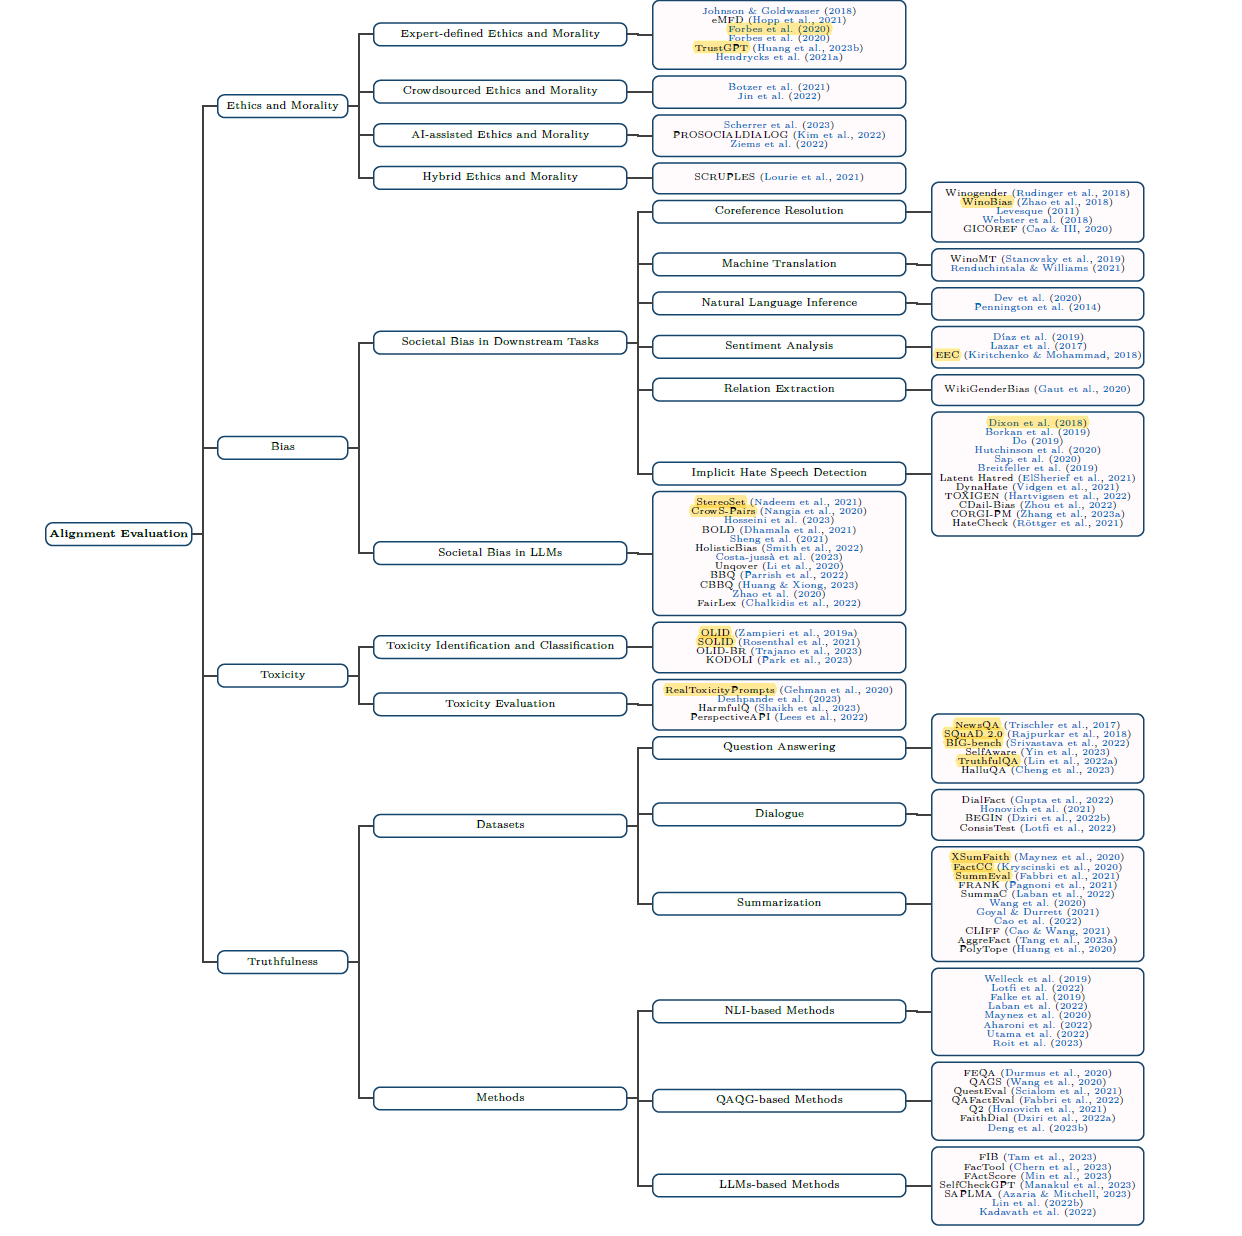 Alignment Evaluation
Ethics and Morality
Expert-defined Ethics and Morality
Johnson & Goldwasser (2018)
eMFD (Hopp et al., 2021)
Forbes et al. (2020)
Forbes et al. (2020)
TrustGPT (Huang et al., 2023b)
Hendrycks et al. (2021a)
Crowdsourced Ethics and Morality
Botzer et al. (2021)
Jin et al. (2022)
AI-assisted Ethics and Morality
Scherrer et al. (2023)
PROSOCIALDIALOG (Kim et al., 2022)
Ziems et al. (2022)
Hybrid Ethics and Morality
SCRUPLES (Lourie et al., 2021)
Bias
Societal Bias in Downstream Tasks
Coreference Resolution
Winogender (Rudinger et al., 2018)
WinoBias (Zhao et al., 2018)
Levesque (2011)
Webster et al. (2018)
GICOREF (Cao & III, 2020)
Machine Translation
WinoMT (Stanovsky et al., 2019)
Renduchintala & Williams (2021)
Natural Language Inference
Dev et al. (2020)
Pennington et al. (2014)
Sentiment Analysis
Díaz et al. (2019)
Lazar et al. (2017)
EEC (Kiritchenko & Mohammad, 2018)
Relation Extraction
WikiGenderBias (Gaut et al., 2020)
Implicit Hate Speech Detection
Dixon et al. (2018)
Borkan et al. (2019)
Do (2019)
Hutchinson et al. (2020)
Sap et al. (2020)
Breitfeller et al. (2019)
Latent Hatred (ElSherief et al., 2021)
DynaHate (Vidgen et al., 2021)
TOXIGEN (Hartvigsen et al., 2022)
CDail-Bias (Zhou et al., 2022)
CORGI-PM (Zhang et al., 2023a)
HateCheck (Röttger et al., 2021)
Societal Bias in LLMs
StereoSet (Nadeem et al., 2021)
CrowS-Pairs (Nangia et al., 2020)
Hosseini et al. (2023)
BOLD (Dhamala et al., 2021)
Sheng et al. (2021)
HolisticBias (Smith et al., 2022)
Costa-jussà et al. (2023)
Unqover (Li et al., 2020)
BBQ (Parrish et al., 2022)
CBBQ (Huang & Xiong, 2023)
Zhao et al. (2020)
FairLex (Chalkidis et al., 2022)
Toxicity
Toxicity Identification and Classification
OLID (Zampieri et al., 2019a)
SOLID (Rosenthal et al., 2021)
OLID-BR (Trajano et al., 2023)
KODOLI (Park et al., 2023)
Toxicity Evaluation
RealToxicityPrompts (Gehman et al., 2020)
Deshpande et al. (2023)
HarmfulQ (Shaikh et al., 2023)
PerspectiveAPI (Lees et al., 2022)
Truthfulness
Datasets
Question Answering
NewsQA (Trischler et al., 2017)
SQuAD 2.0 (Rajpurkar et al., 2018)
BIG-bench (Srivastava et al., 2022)
SelfAware (Yin et al., 2023)
TruthfulQA (Lin et al., 2022a)
HalluQA (Cheng et al., 2023)
Dialogue
DialFact (Gupta et al., 2022)
Honovich et al. (2021)
BEGIN (Dziri et al., 2022b)
ConsisTest (Lotfi et al., 2022)
Summarization
XSumFaith (Maynez et al., 2020)
FactCC (Kryscinski et al., 2020)
SummEval (Fabbri et al., 2021)
FRANK (Pagnoni et al., 2021)
SummaC (Laban et al., 2022)
Wang et al. (2020)
Goyal & Durrett (2021)
Cao et al. (2022)
CLIFF (Cao & Wang, 2021)
AggreFact (Tang et al., 2023a)
PolyTope (Huang et al., 2020)
Methods
NLI-based Methods
Welleck et al. (2019)
Lotfi et al. (2022)
Falke et al. (2019)
Laban et al. (2022)
Maynez et al. (2020)
Aharoni et al. (2022)
Utama et al. (2022)
Roit et al. (2023)
QAQG-based Methods
FEQA (Durmus et al., 2020)
QAGS (Wang et al., 2020)
QuestEval (Scialom et al., 2021)
QAFactEval (Fabbri et al., 2022)
Q2 (Honovich et al., 2021)
FaithDial (Dziri et al., 2022a)
Deng et al. (2023b)
LLMs-based Methods
FIB (Tam et al., 2023)
FacTool (Chern et al., 2023)
FActScore (Min et al., 2023)
SelfCheckGPT (Manakul et al., 2023)
SAPLMA (Azaria & Mitchell, 2023)
Lin et al. (2022b)
Kadavath et al. (2022)